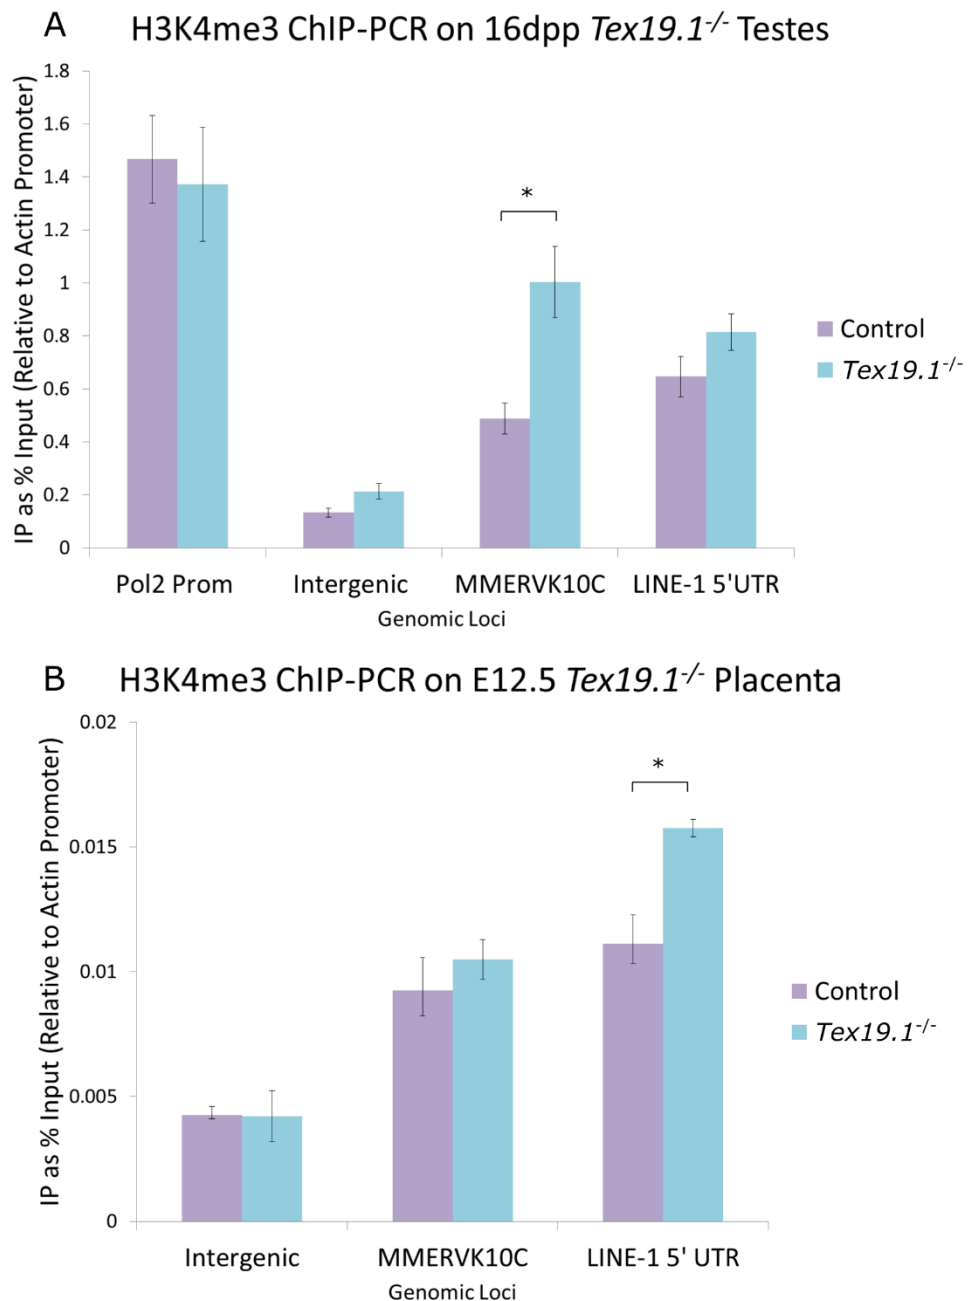 A
H3K4me3 ChIP-PCR on 16dpp Tex19.1-/- Testes
IP as % Input (Relative to Actin Promoter)
1.8
1.6
1.4
1.2
1
0.8
0.6
0.4
0.2
0
*
Control
Tex19.1-/-
Pol2 Prom Intergenic MMERVK10C LINE-1 5'UTR
Genomic Loci
B
H3K4me3 ChIP-PCR on E12.5 Tex19.1-/- Placenta
IP as % Input (Relative to Actin Promoter)
0.02
0.015
0.01
0.005
0
*
Control
Tex19.1-/-
Intergenic MMERVK10C LINE-1 5' UTR
Genomic Loci